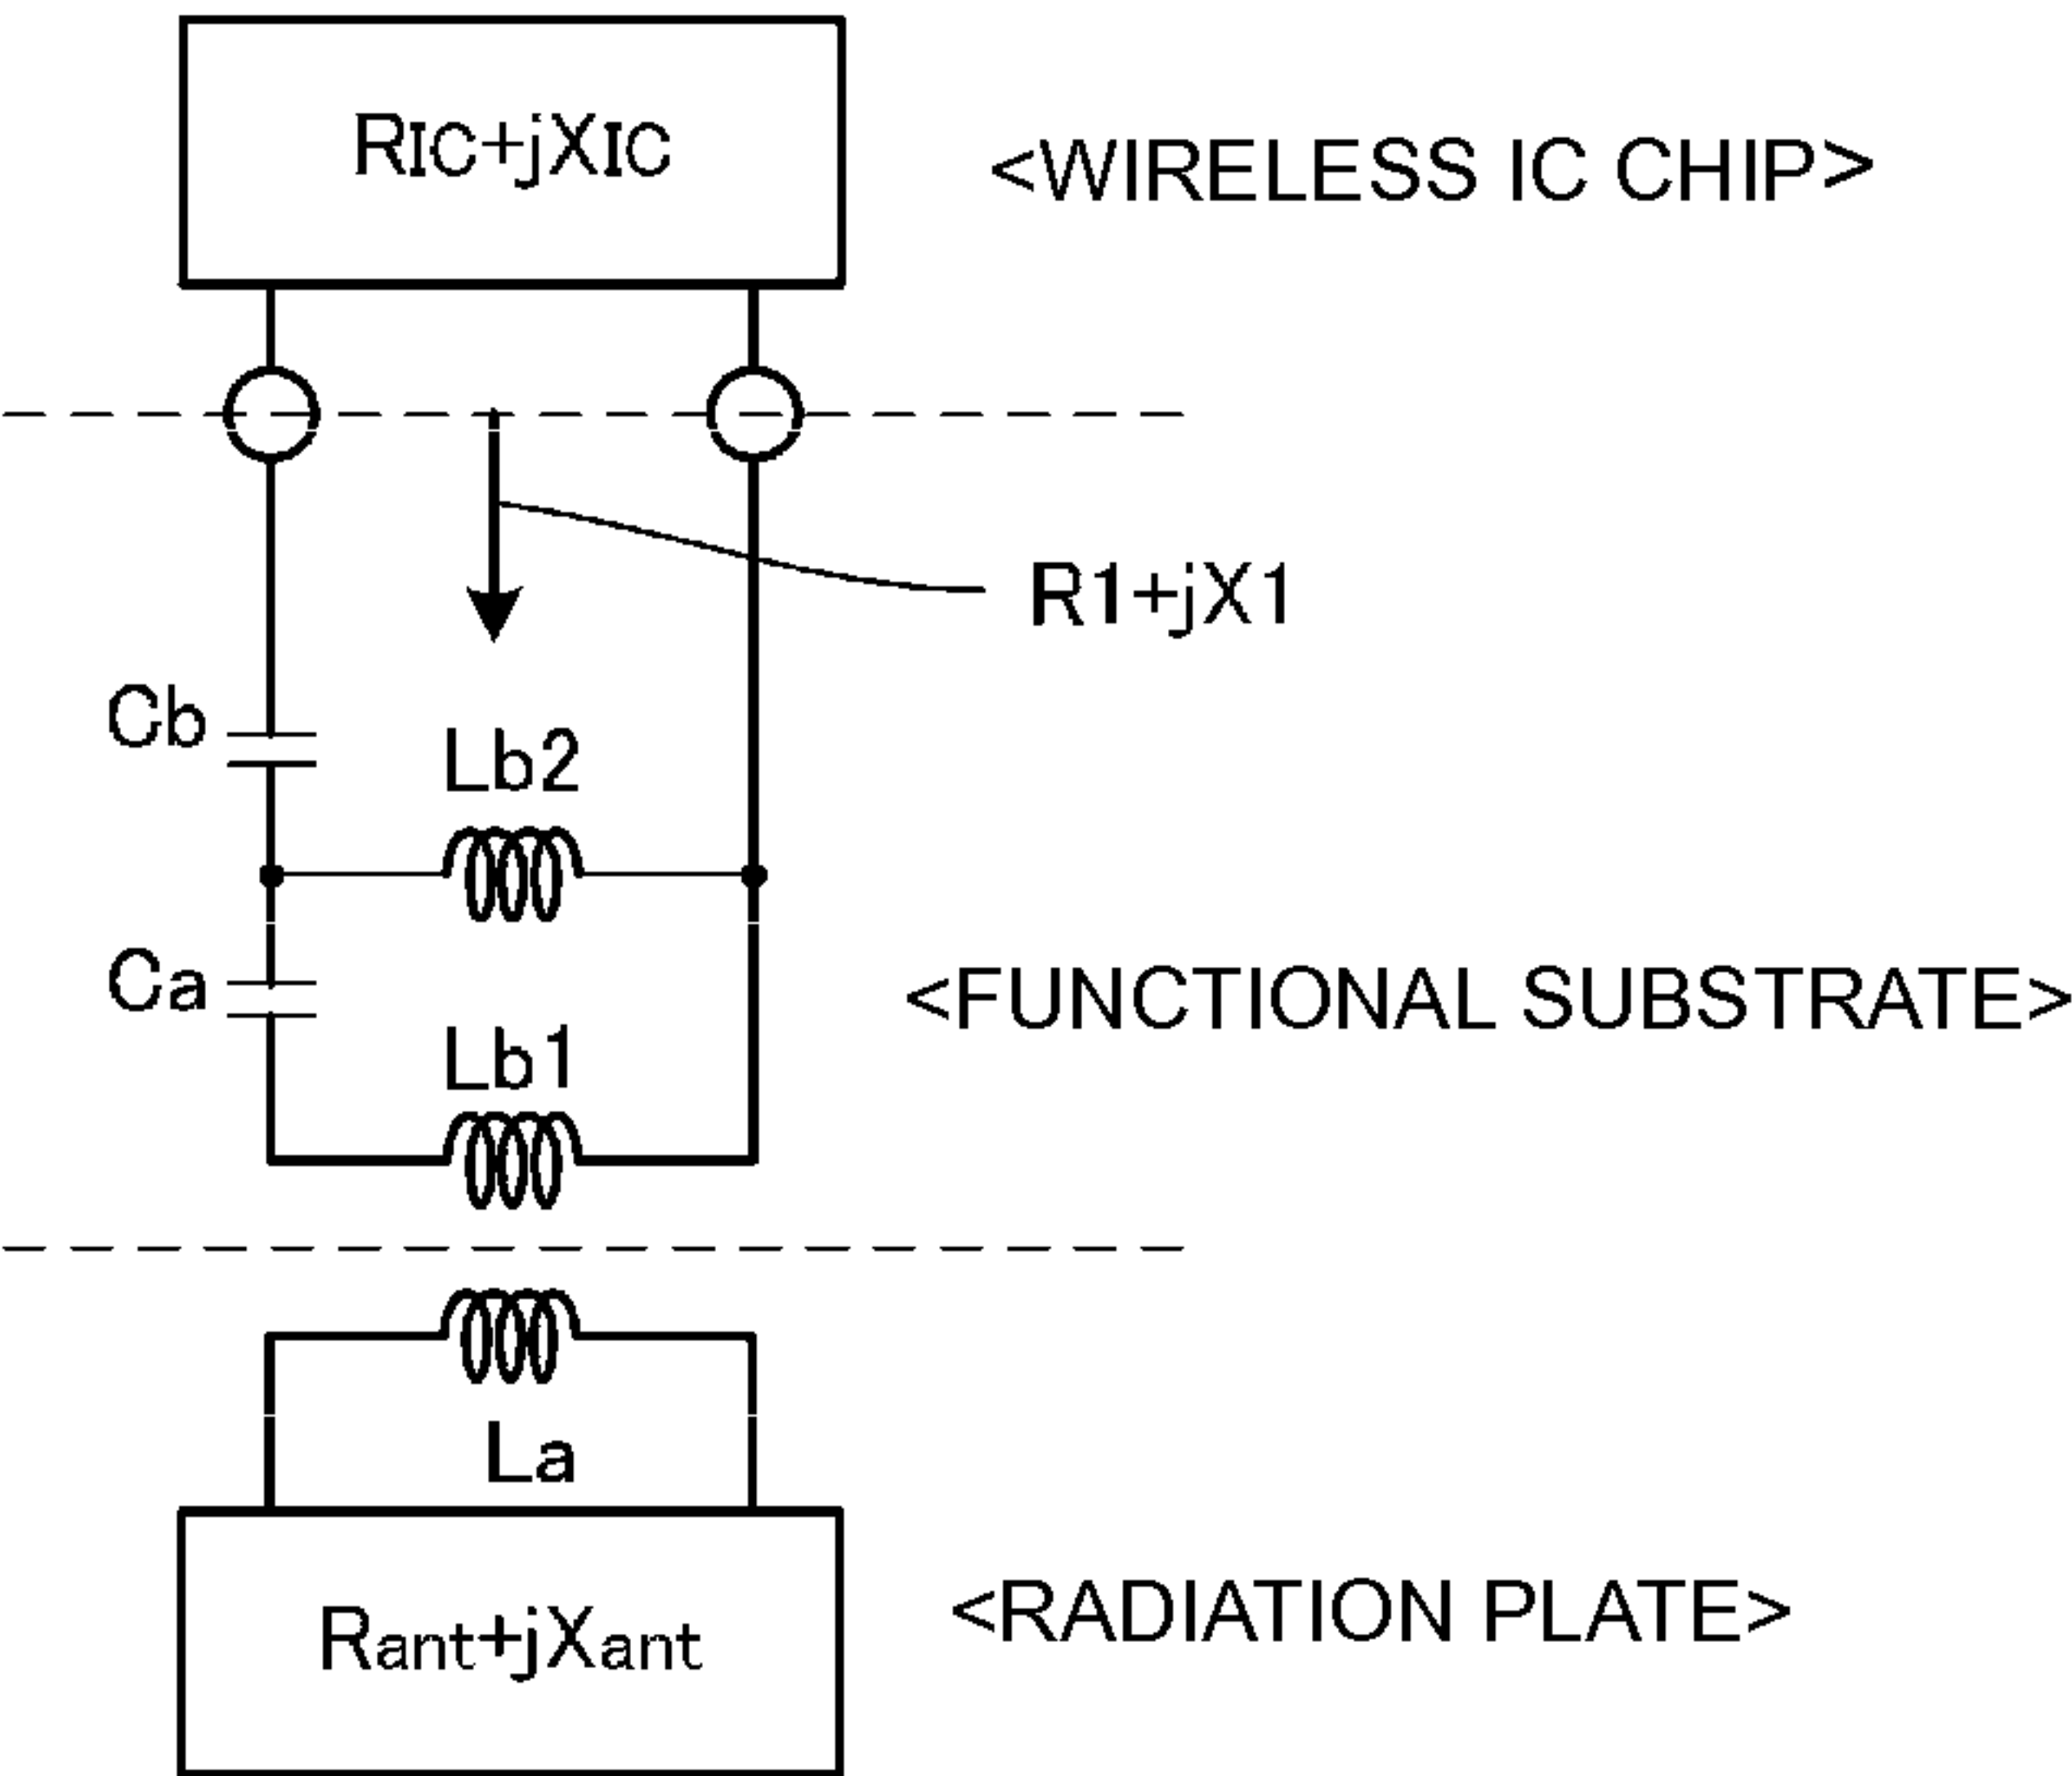 RIC+jXIC
<WIRELESS IC CHIP>
R1+jX1
Cb
Lb2
Ca
<FUNCTIONAL SUBSTRATE>
Lb1
La
Rant+jXant
<RADIATION PLATE>